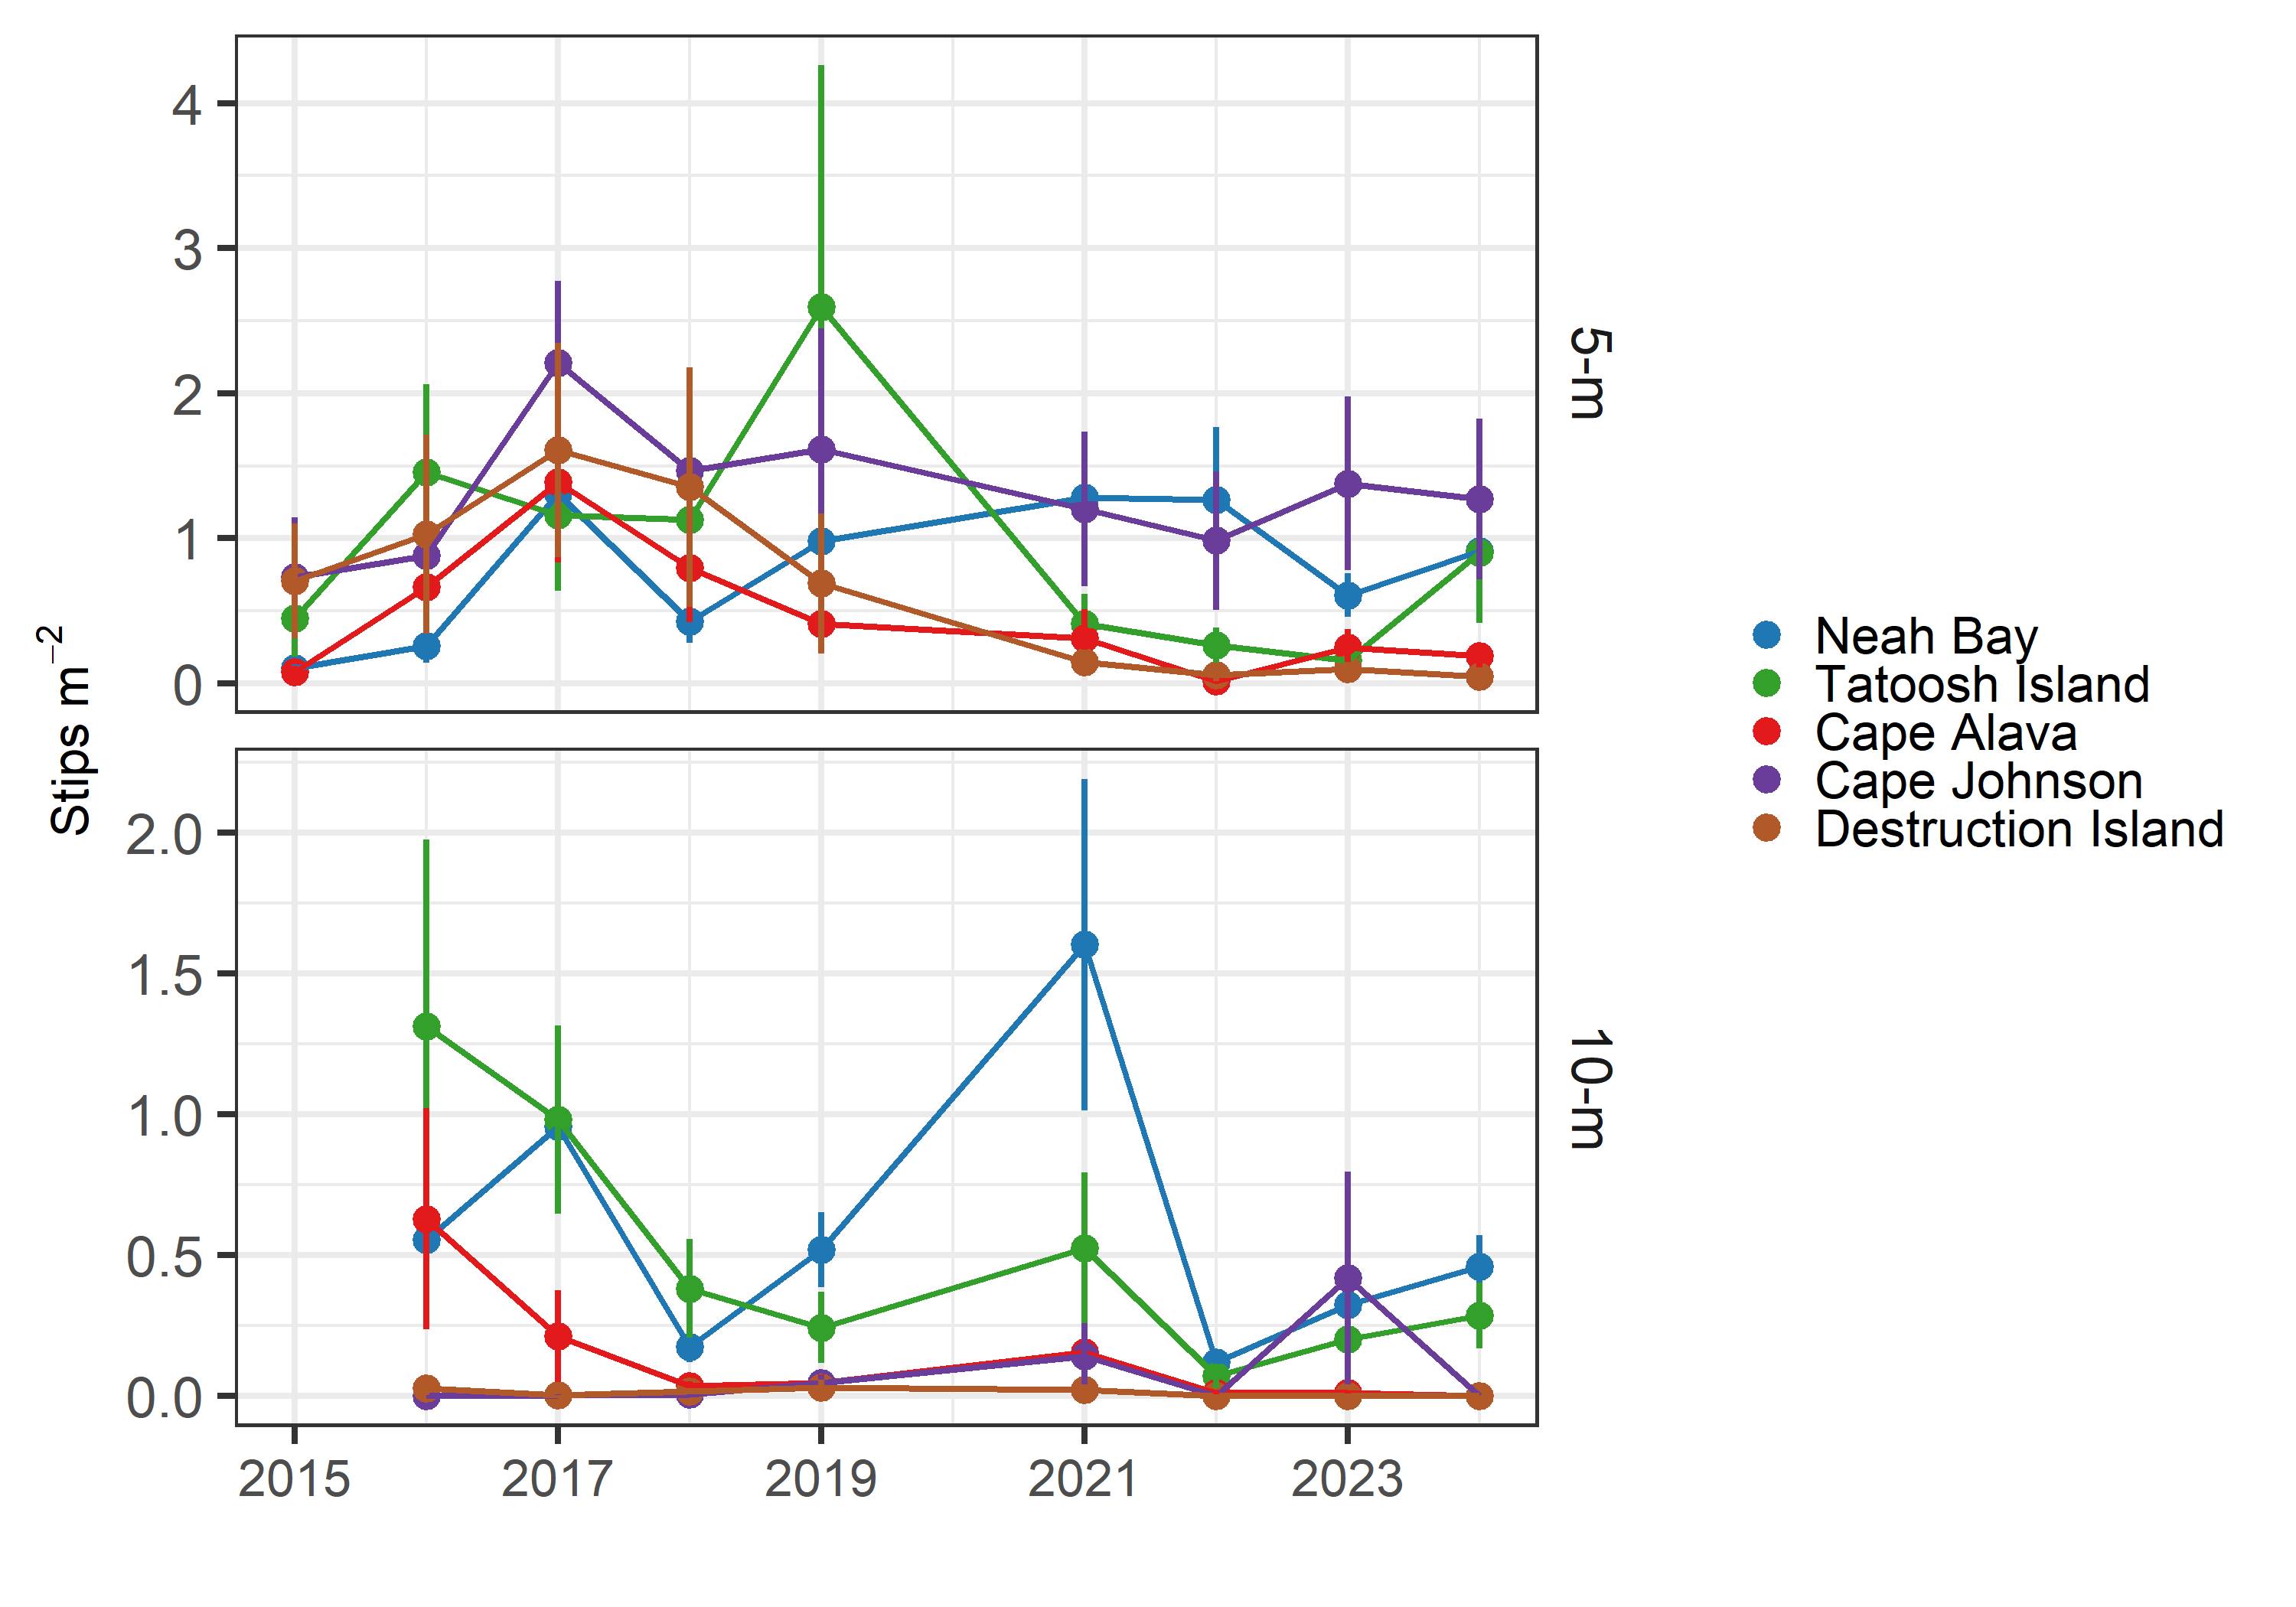 4
3
2
1
0
5-m
Stips m⁻²
2.0
1.5
1.0
0.5
0.0
10-m
2015 2017 2019 2021 2023
Neah Bay
Tatoosh Island
Cape Alava
Cape Johnson
Destruction Island